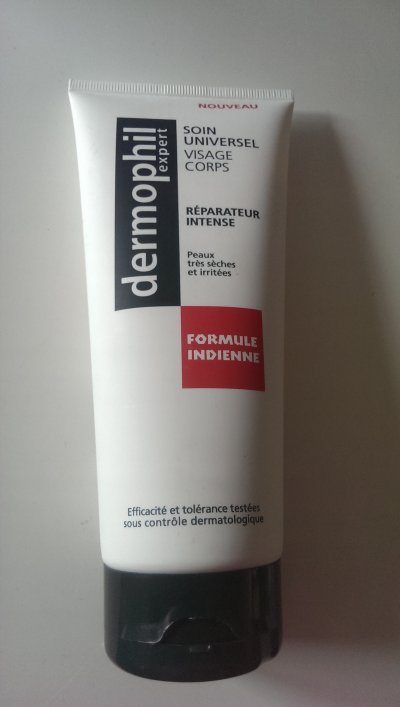 NOUVEAU
dermophil
expert
SOIN
UNIVERSEL
VISAGE
CORPS
RÉPARATEUR
INTENSE
Peaux
très sèches
et irritées
FORMULE
INDIENNE
Efficacité et tolérance testées
sous contrôle dermatologique